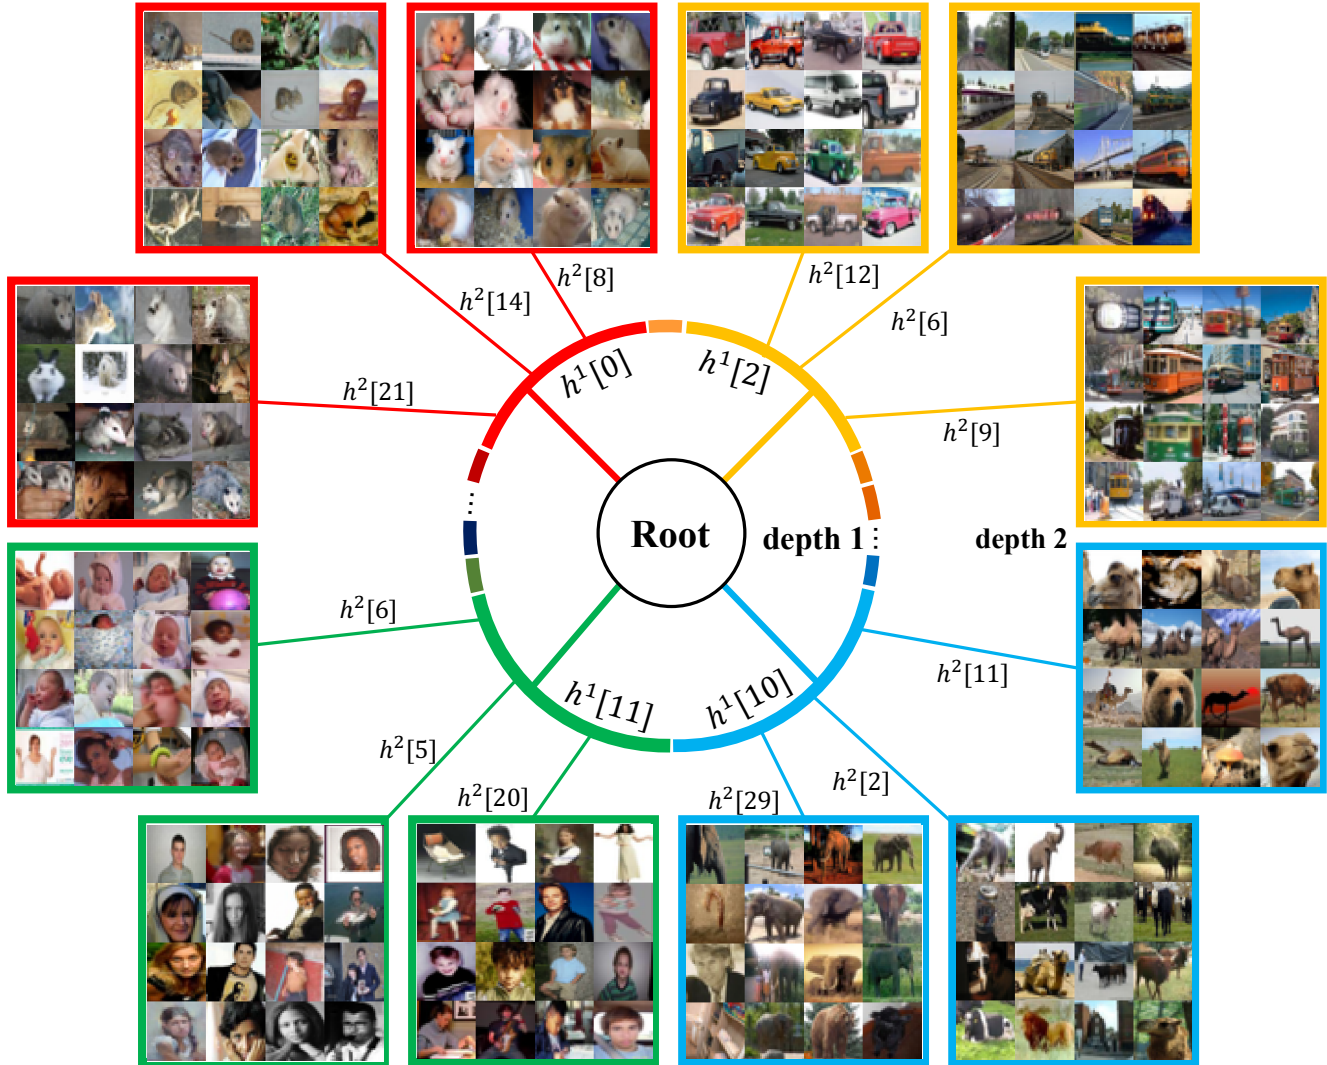 h²[8]
h²[12]
h²[14]
h²[6]
h²[21]
h¹[0]
h¹[2]
h²[9]
Root
depth 1
depth 2
h²[6]
h²[11]
h¹[11]
h¹[10]
h²[5]
h²[20]
h²[29]
h²[2]